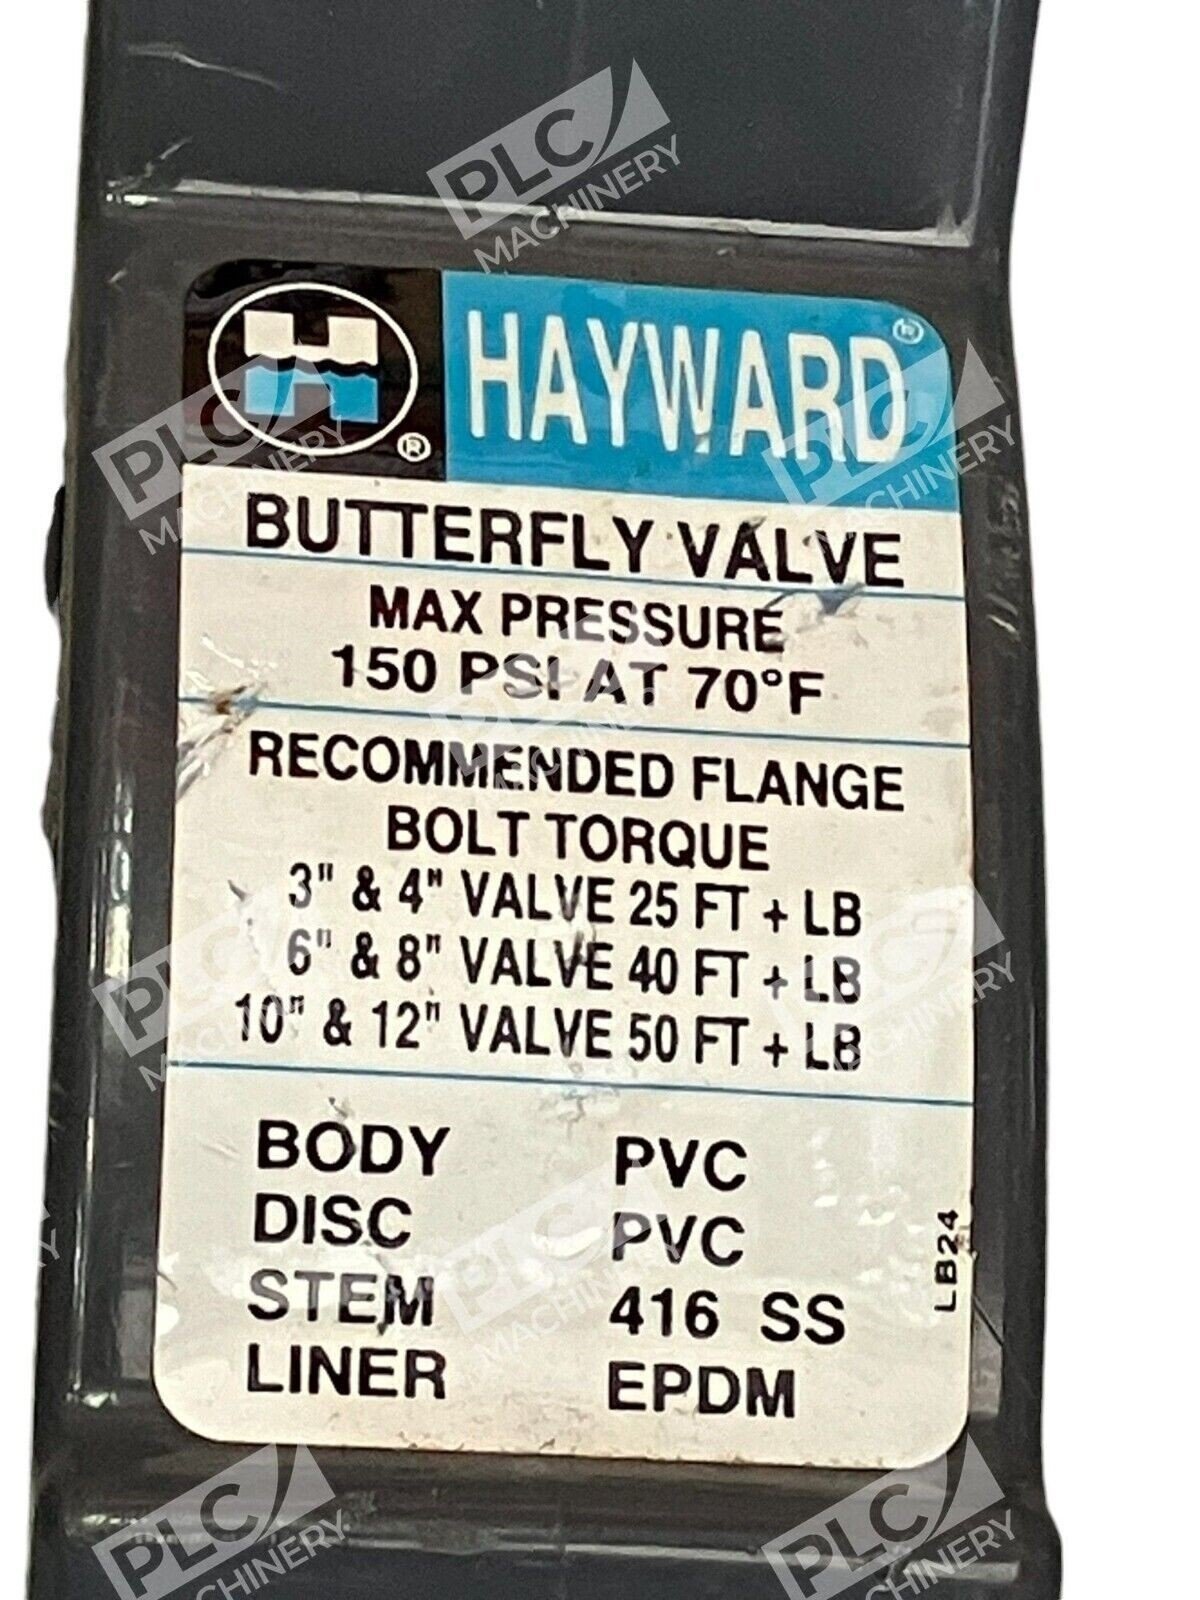 PLC
MACHINERY
H ®
HAYWARD®
BUTTERFLY VALVE
MAX PRESSURE
150 PSI AT 70°F
RECOMMENDED FLANGE
BOLT TORQUE
3" & 4" VALVE 25 FT + LB
6" & 8" VALVE 40 FT + LB
10" & 12" VALVE 50 FT + LB
BODY PVC
DISC PVC
STEM 416 SS
LINER EPDM
LB24